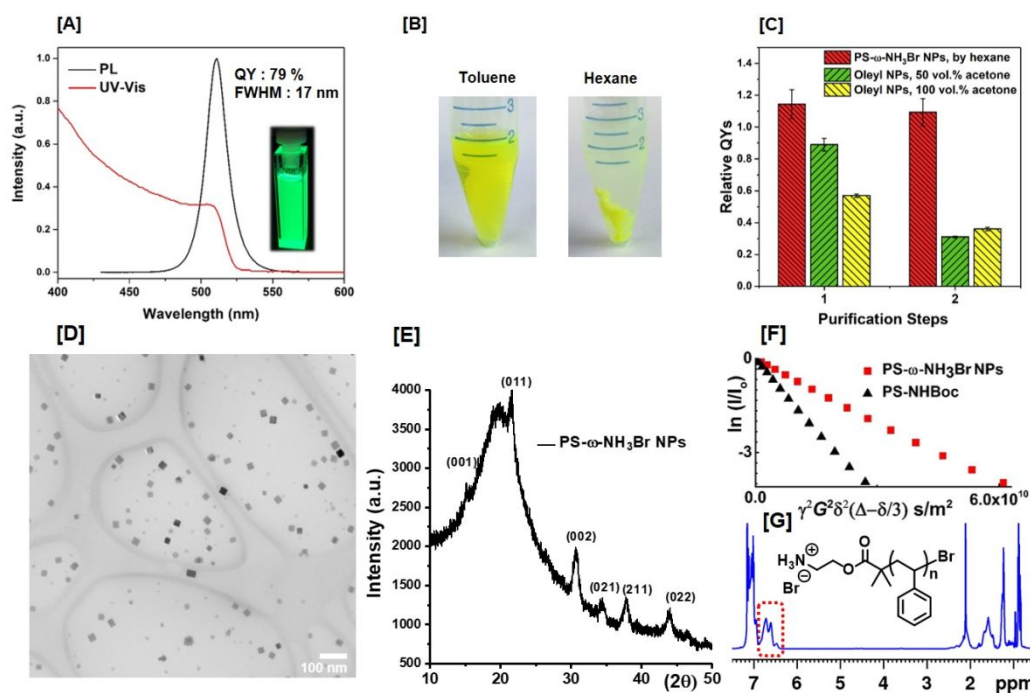 [A]
PL
UV-Vis
QY : 79 %
FWHM : 17 nm
1.0
0.8
0.6
0.4
0.2
0.0
Intensity (a.u.)
400 450 500 550 600
Wavelength (nm)
[B]
Toluene Hexane
3
2
3
2
[C]
PS-ω-NH₃Br NPs, by hexane
Oleyl NPs, 50 vol.% acetone
Oleyl NPs, 100 vol.% acetone
1.6
1.4
1.2
1.0
0.8
0.6
0.4
0.2
0.0
Relative QYs
1 2
Purification Steps
[D]
100 nm
[E]
4000
3500
3000
2500
2000
1500
1000
500
Intensity (a.u.)
(001)
(011)
(002)
(021)
(211)
(022)
PS-ω-NH₃Br NPs
10 20 30 40 50
(2θ)
[F]
PS-ω-NH₃Br NPs
PS-NHBoc
0
-3
ln (I/Iₒ)
0.0 6.0x10¹⁰
γ²G²δ²(Δ−δ/3) s/m²
[G]
H₃N⁺
Br⁻
O
O
n
Br
7 6 5 4 3 2 ppm